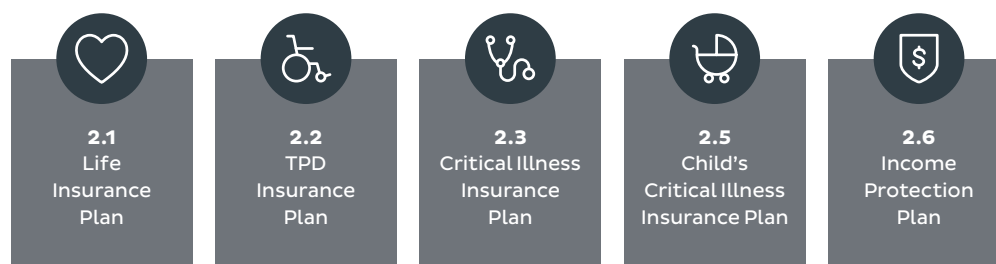 2.1
Life
Insurance
Plan
2.2
TPD
Insurance
Plan
2.3
Critical Illness
Insurance
Plan
2.5
Child’s
Critical Illness
Insurance Plan
$
2.6
Income
Protection
Plan